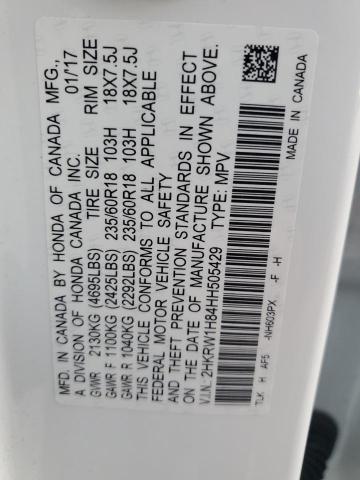 MFD. IN CANADA BY HONDA OF CANADA MFG.,
A DIVISION OF HONDA CANADA INC. 01/17
TIRE SIZE RIM SIZE
GVWR 2130KG (4695LBS)
GAWR F 1100KG (2425LBS) 235/60R18 103H 18X7.5J
GAWR R 1040KG (2292LBS) 235/60R18 103H 18X7.5J
THIS VEHICLE CONFORMS TO ALL APPLICABLE
FEDERAL MOTOR VEHICLE SAFETY
AND THEFT PREVENTION STANDARDS IN EFFECT
ON THE DATE OF MANUFACTURE SHOWN ABOVE.
V.I.N.: 2HKRW1H84HH505429 TYPE: MPV
TLK H AF5 -NH603PX -F -H
MADE IN CANADA